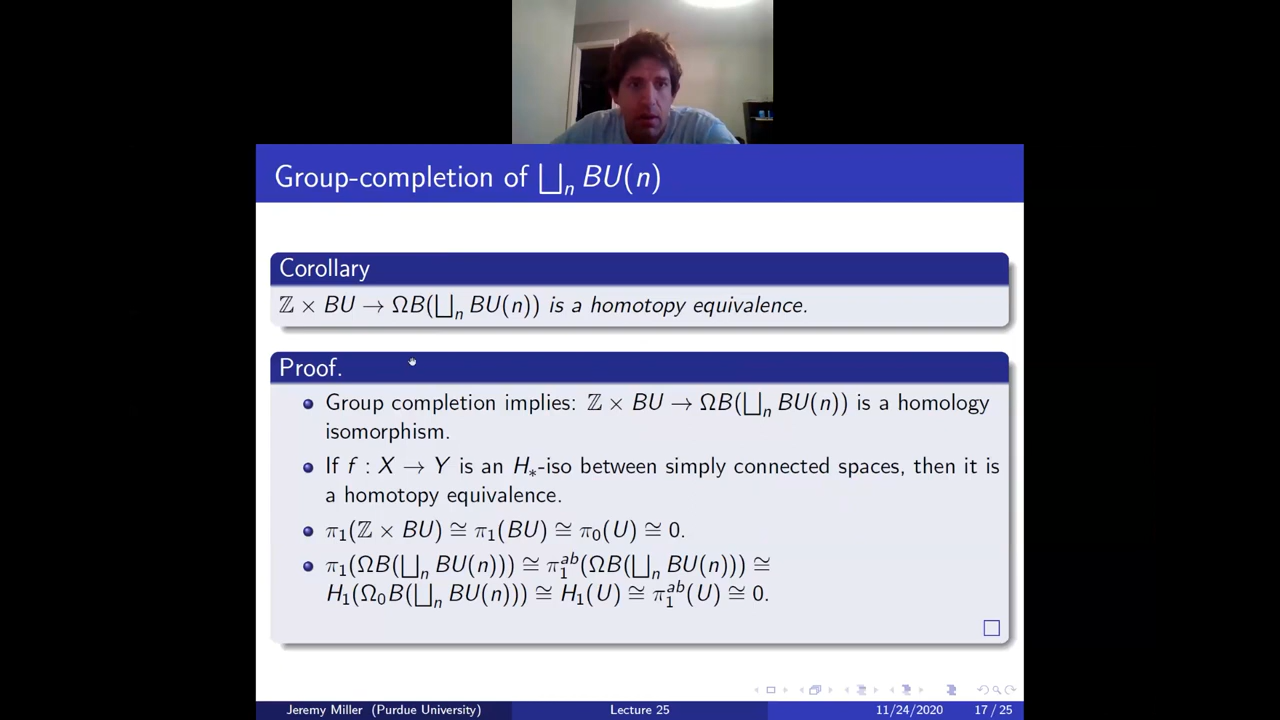 Group-completion of ⨆ₙ BU(n)
Corollary
ℤ × BU → ΩB(⨆ₙ BU(n)) is a homotopy equivalence.
Proof.
Group completion implies: ℤ × BU → ΩB(⨆ₙ BU(n)) is a homology
isomorphism.
If f : X → Y is an H₎-iso between simply connected spaces, then it is
a homotopy equivalence.
π₁(ℤ × BU) ≅ π₁(BU) ≅ π₀(U) ≅ 0.
π₁(ΩB(⨆ₙ BU(n))) ≅ π₁ᵃᵇ(ΩB(⨆ₙ BU(n))) ≅
H₁(Ω₀B(⨆ₙ BU(n))) ≅ H₁(U) ≅ π₁ᵃᵇ(U) ≅ 0.
Jeremy Miller (Purdue University)
Lecture 25
11/24/2020
17 / 25